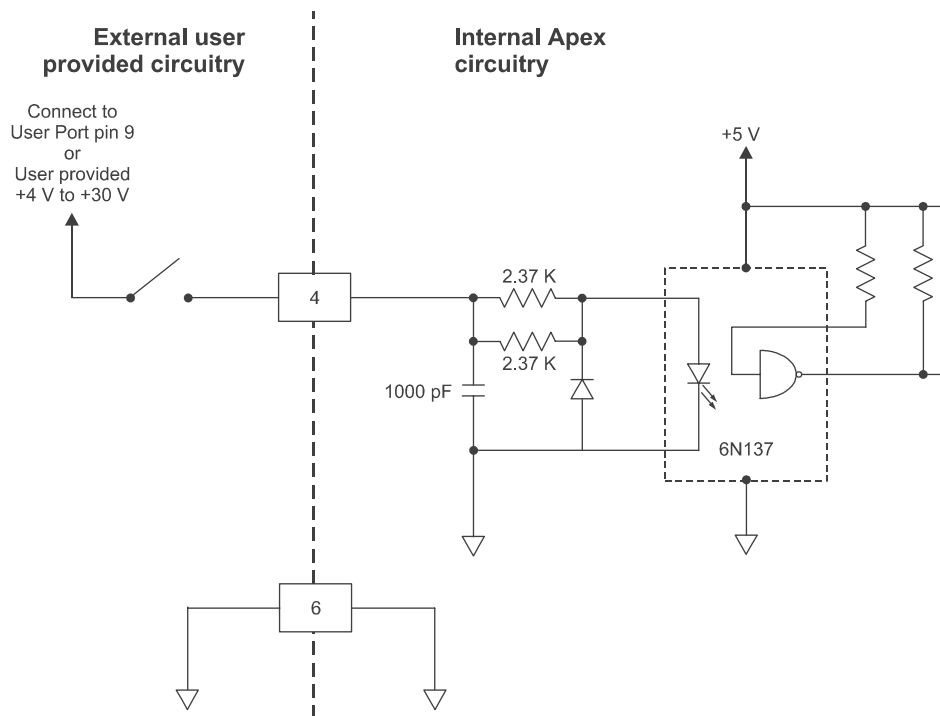 External user
provided circuitry
Internal Apex
circuitry
Connect to
User Port pin 9
or
User provided
+4 V to +30 V
+5 V
4
2.37 K
2.37 K
1000 pF
6N137
6